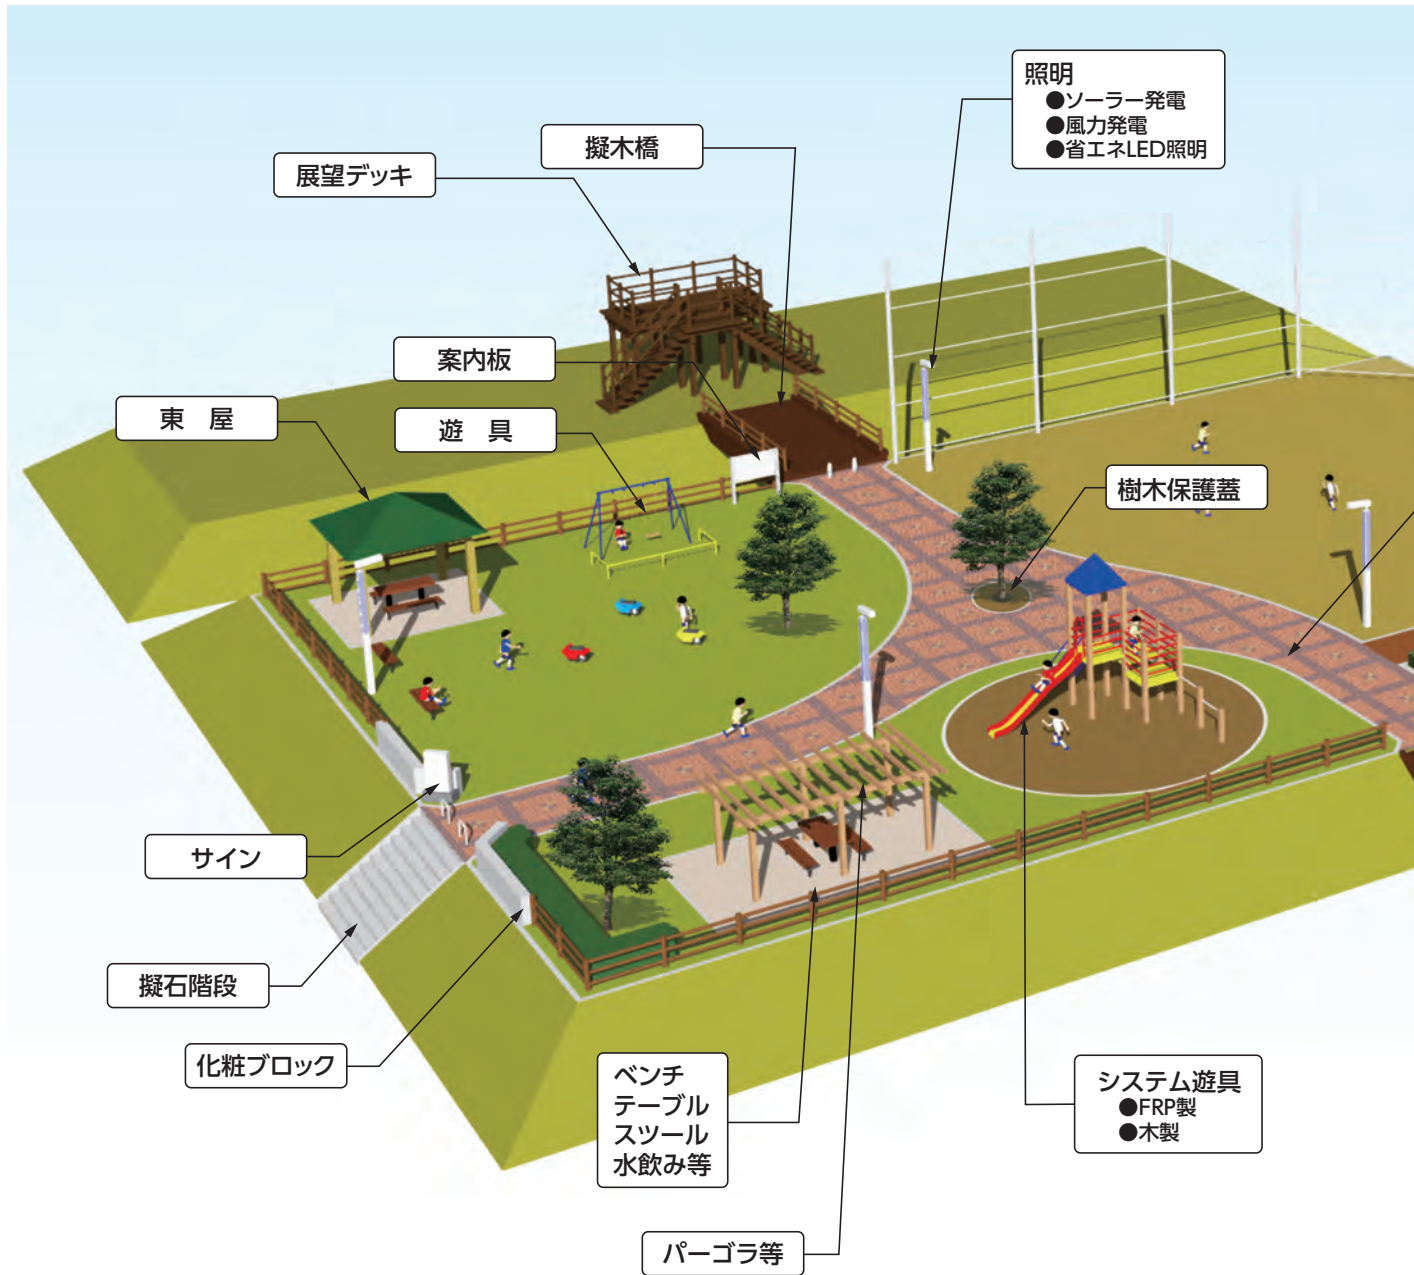 照明
●ソーラー発電
●風力発電
●省エネLED照明
擬木橋
展望デッキ
案内板
東　屋
遊　具
樹木保護蓋
サイン
擬石階段
化粧ブロック
ベンチ
テーブル
スツール
水飲み等
システム遊具
●FRP製
●木製
パーゴラ等